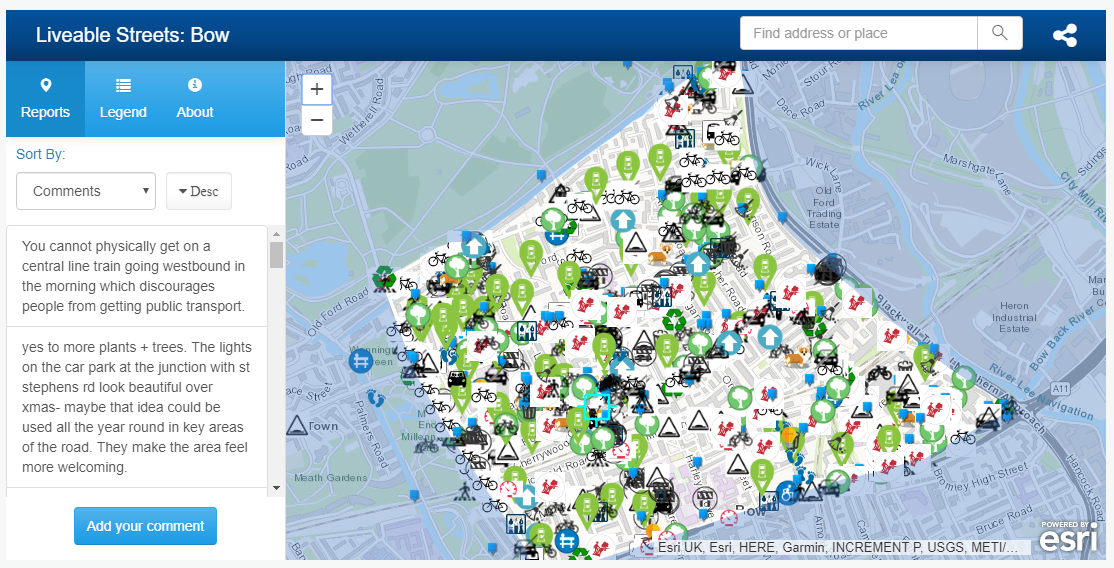 Liveable Streets: Bow
Find address or place
Reports
Legend
About
Sort By:
Comments
Desc
You cannot physically get on a
central line train going westbound in
the morning which discourages
people from getting public transport.
yes to more plants + trees. The lights
on the car park at the junction with st
stephens rd look beautiful over
xmas- maybe that idea could be
used all the year round in key areas
of the road. They make the area feel
more welcoming.
Add your comment
+
−
Wetherell Road
Old Ford Road
Palmers Road
Meath Gardens
Town
Dace Road
River Lea
Wick Lane
Old
Ford
Trading
Estate
Marshgate Lane
Sidings
City Mill River
Heron
Industrial
Estate
Bow Back River
River Lee Navigation
A11
Blackwall
Bromley High Street
Bruce Road
Hancock Road
Bow
POWERED BY
esri
Esri UK, Esri, HERE, Garmin, INCREMENT P, USGS, METI/...